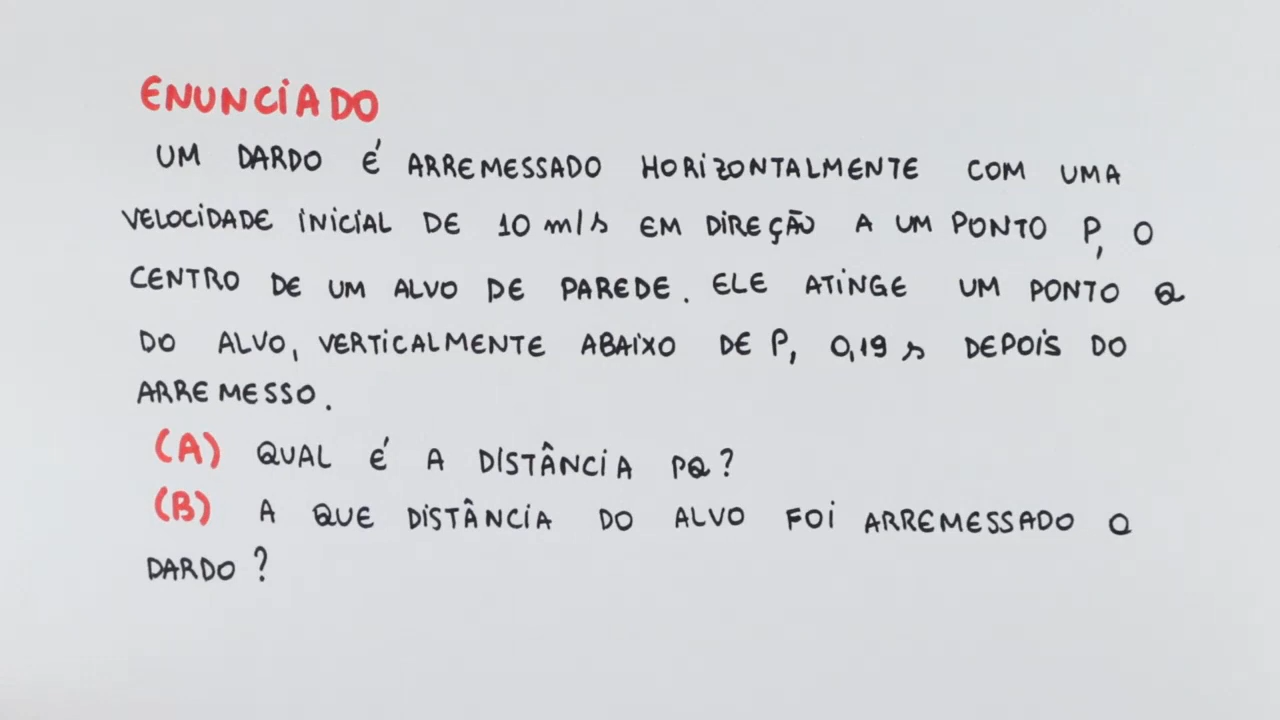 ENUNCIADO
UM DARDO É ARREMESSADO HORIZONTALMENTE COM UMA
VELOCIDADE INICIAL DE 10 m/s EM DIREÇÃO A UM PONTO P, O
CENTRO DE UM ALVO DE PAREDE. ELE ATINGE UM PONTO Q
DO ALVO, VERTICALMENTE ABAIXO DE P, 0,19 s DEPOIS DO
ARREMESSO.
(A) QUAL É A DISTÂNCIA PQ?
(B) A QUE DISTÂNCIA DO ALVO FOI ARREMESSADO O
DARDO?